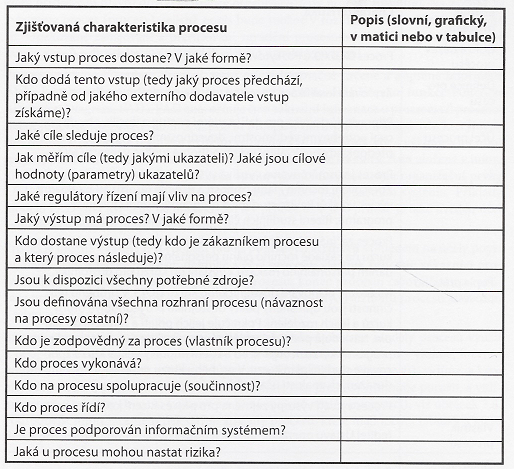 Zjišťovaná charakteristika procesu
Popis (slovní, grafický,
v matici nebo v tabulce)
Jaký vstup proces dostane? V jaké formě?
Kdo dodá tento vstup (tedy jaký proces předchází,
případně od jakého externího dodavatele vstup
získáme)?
Jaké cíle sleduje proces?
Jak měřím cíle (tedy jakými ukazateli)? Jaké jsou cílové
hodnoty (parametry) ukazatelů?
Jaké regulátory řízení mají vliv na proces?
Jaký výstup má proces? V jaké formě?
Kdo dostane výstup (tedy kdo je zákazníkem procesu
a který proces následuje)?
Jsou k dispozici všechny potřebné zdroje?
Jsou definována všechna rozhraní procesu (návaznost
na procesy ostatní)?
Kdo je zodpovědný za proces (vlastník procesu)?
Kdo proces vykonává?
Kdo na procesu spolupracuje (součinnost)?
Kdo proces řídí?
Je proces podporován informačním systémem?
Jaká u procesu mohou nastat rizika?